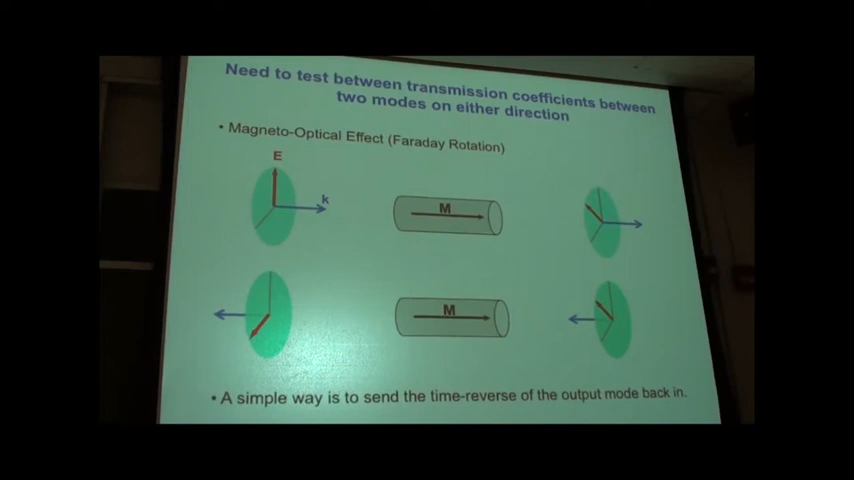 Need to test between transmission coefficients between
two modes on either direction
• Magneto-Optical Effect (Faraday Rotation)
E
k
M
M
• A simple way is to send the time-reverse of the output mode back in.